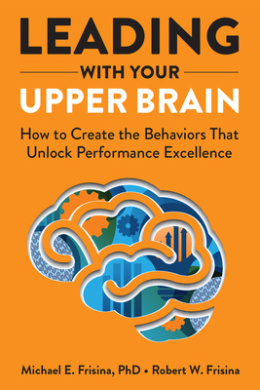 LEADING
WITH YOUR
UPPER BRAIN
How to Create the Behaviors That
Unlock Performance Excellence
Michael E. Frisina, PhD • Robert W. Frisina